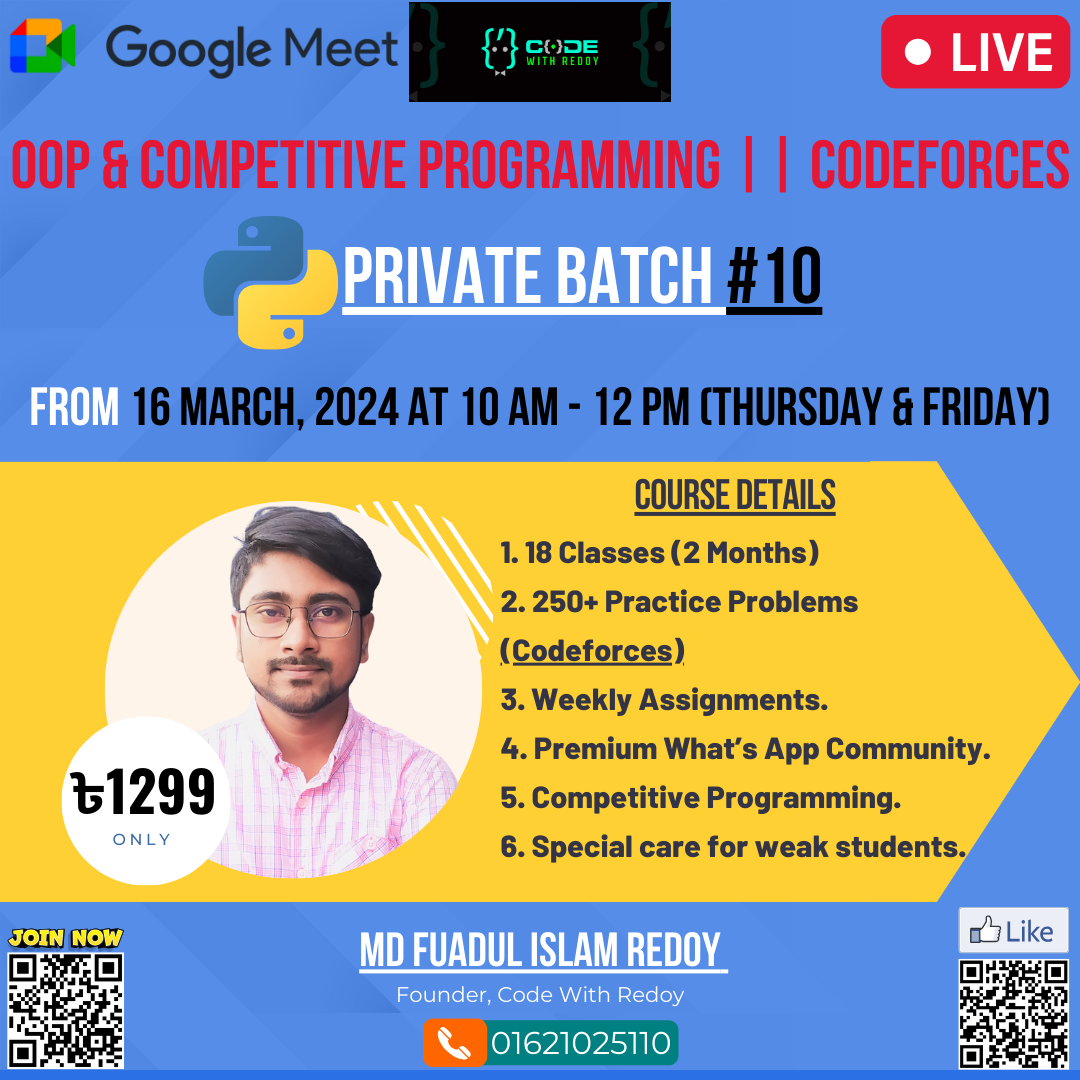 Google Meet
CODE
WITH REDDY
LIVE
OOP & COMPETITIVE PROGRAMMING || CODEFORCES
PRIVATE BATCH #10
FROM 16 MARCH, 2024 AT 10 AM - 12 PM (THURSDAY & FRIDAY)
COURSE DETAILS
1. 18 Classes (2 Months)
2. 250+ Practice Problems
(Codeforces)
3. Weekly Assignments.
4. Premium What's App Community.
5. Competitive Programming.
6. Special care for weak students.
৳1299
ONLY
JOIN NOW
MD FUADUL ISLAM REDOY
Founder, Code With Redoy
01621025110
Like